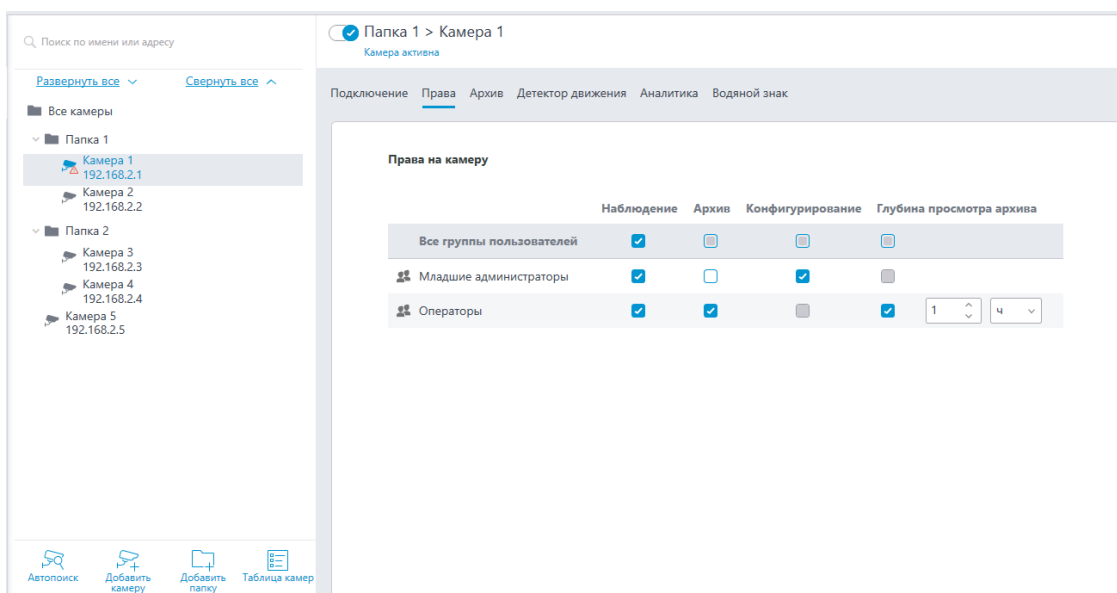 Поиск по имени или адресу
Развернуть все
Свернуть все
Все камеры
Папка 1
Камера 1
192.168.2.1
Камера 2
192.168.2.2
Папка 2
Камера 3
192.168.2.3
Камера 4
192.168.2.4
Камера 5
192.168.2.5
Автопоиск
Добавить камеру
Добавить папку
Таблица камер
Папка 1 > Камера 1
Камера активна
Подключение Права Архив Детектор движения Аналитика Водяной знак
Права на камеру
Наблюдение Архив Конфигурирование Глубина просмотра архива
Все группы пользователей
Младшие администраторы
Операторы 1 ч